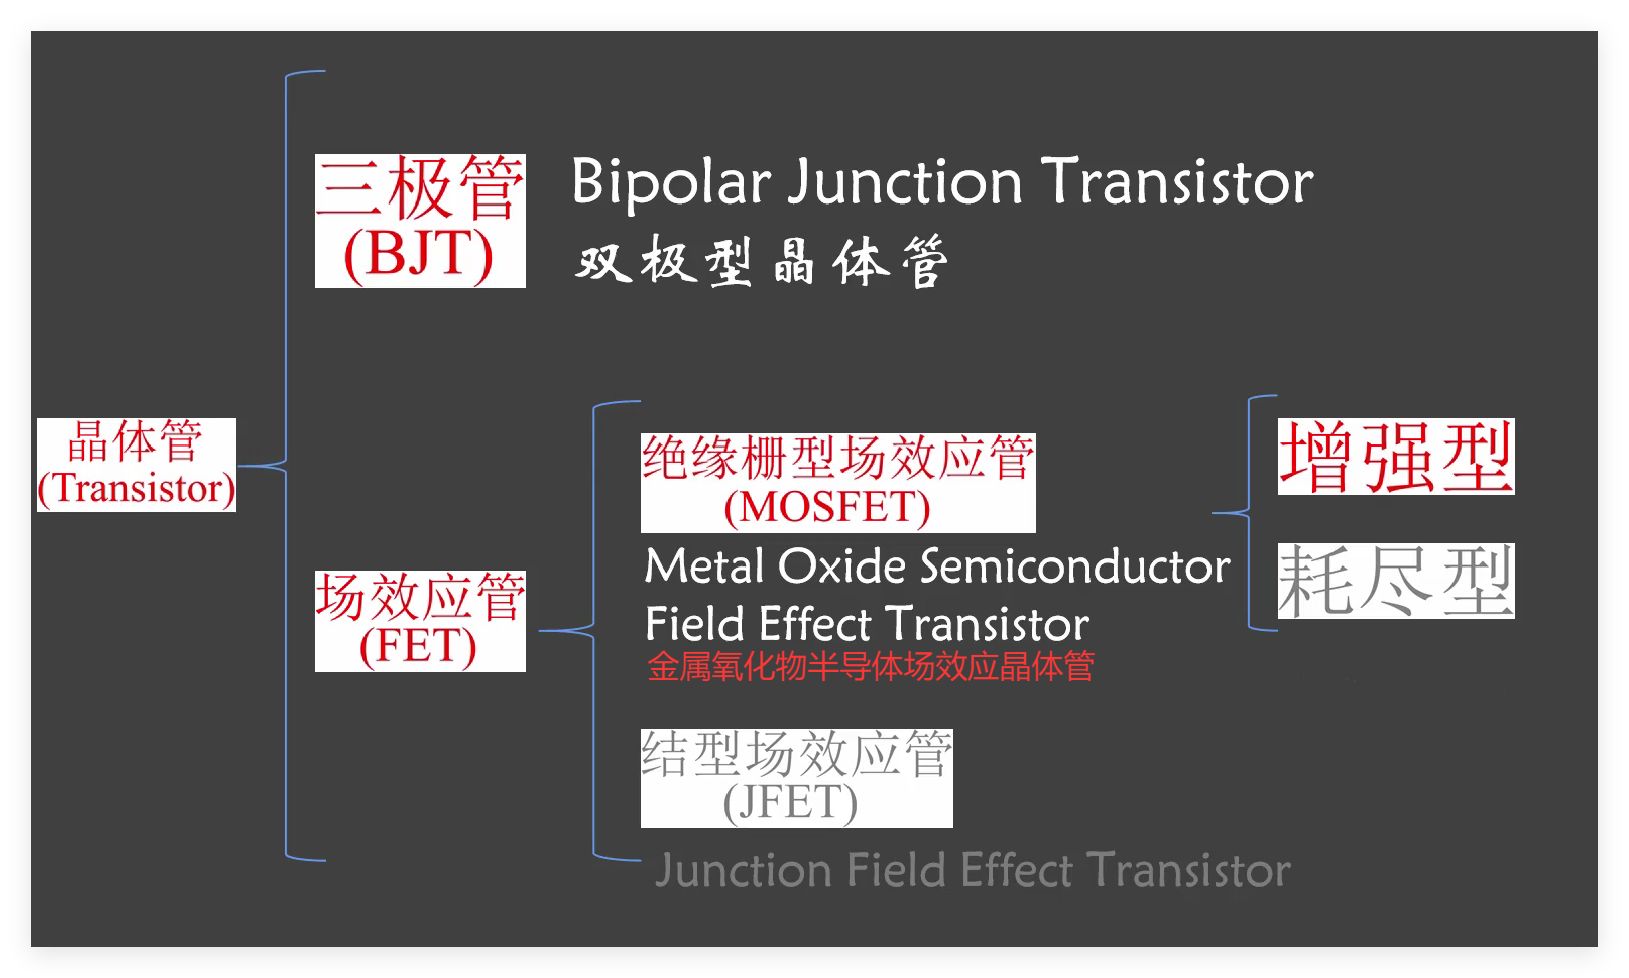 三极管
(BJT)
Bipolar Junction Transistor
双极型晶体管
晶体管
(Transistor)
场效应管
(FET)
绝缘栅型场效应管
(MOSFET)
Metal Oxide Semiconductor
Field Effect Transistor
金属氧化物半导体场效应晶体管
增强型
耗尽型
结型场效应管
(JFET)
Junction Field Effect Transistor